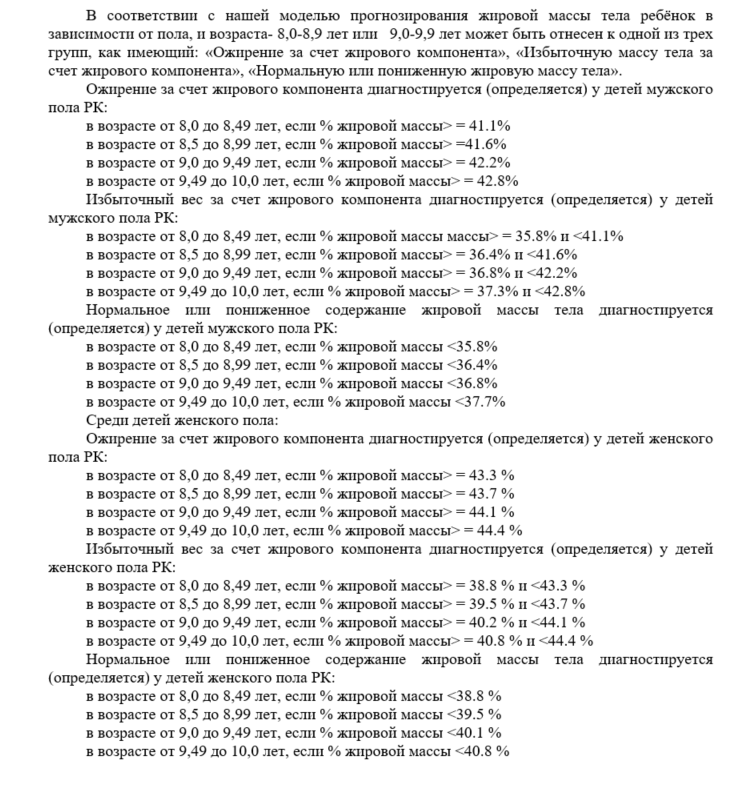 В соответствии с нашей моделью прогнозирования жировой массы тела ребёнок в
зависимости от пола, и возраста- 8,0-8,9 лет или 9,0-9,9 лет может быть отнесен к одной из трех
групп, как имеющий: «Ожирение за счет жирового компонента», «Избыточную массу тела за
счет жирового компонента», «Нормальную или пониженную жировую массу тела».
Ожирение за счет жирового компонента диагностируется (определяется) у детей мужского
пола РК:
в возрасте от 8,0 до 8,49 лет, если % жировой массы> = 41.1%
в возрасте от 8,5 до 8,99 лет, если % жировой массы> =41.6%
в возрасте от 9,0 до 9,49 лет, если % жировой массы> = 42.2%
в возрасте от 9,49 до 10,0 лет, если % жировой массы> = 42.8%
Избыточный вес за счет жирового компонента диагностируется (определяется) у детей
мужского пола РК:
в возрасте от 8,0 до 8,49 лет, если % жировой массы массы> = 35.8% и <41.1%
в возрасте от 8,5 до 8,99 лет, если % жировой массы> = 36.4% и <41.6%
в возрасте от 9,0 до 9,49 лет, если % жировой массы> = 36.8% и <42.2%
в возрасте от 9,49 до 10,0 лет, если % жировой массы> = 37.3% и <42.8%
Нормальное или пониженное содержание жировой массы тела диагностируется
(определяется) у детей мужского пола РК:
в возрасте от 8,0 до 8,49 лет, если % жировой массы <35.8%
в возрасте от 8,5 до 8,99 лет, если % жировой массы <36.4%
в возрасте от 9,0 до 9,49 лет, если % жировой массы <36.8%
в возрасте от 9,49 до 10,0 лет, если % жировой массы <37.7%
Среди детей женского пола:
Ожирение за счет жирового компонента диагностируется (определяется) у детей женского
пола РК:
в возрасте от 8,0 до 8,49 лет, если % жировой массы> = 43.3 %
в возрасте от 8,5 до 8,99 лет, если % жировой массы> = 43.7 %
в возрасте от 9,0 до 9,49 лет, если % жировой массы> = 44.1 %
в возрасте от 9,49 до 10,0 лет, если % жировой массы> = 44.4 %
Избыточный вес за счет жирового компонента диагностируется (определяется) у детей
женского пола РК:
в возрасте от 8,0 до 8,49 лет, если % жировой массы> = 38.8 % и <43.3 %
в возрасте от 8,5 до 8,99 лет, если % жировой массы> = 39.5 % и <43.7 %
в возрасте от 9,0 до 9,49 лет, если % жировой массы> = 40.2 % и <44.1 %
в возрасте от 9,49 до 10,0 лет, если % жировой массы> = 40.8 % и <44.4 %
Нормальное или пониженное содержание жировой массы тела диагностируется
(определяется) у детей женского пола РК:
в возрасте от 8,0 до 8,49 лет, если % жировой массы <38.8 %
в возрасте от 8,5 до 8,99 лет, если % жировой массы <39.5 %
в возрасте от 9,0 до 9,49 лет, если % жировой массы <40.1 %
в возрасте от 9,49 до 10,0 лет, если % жировой массы <40.8 %